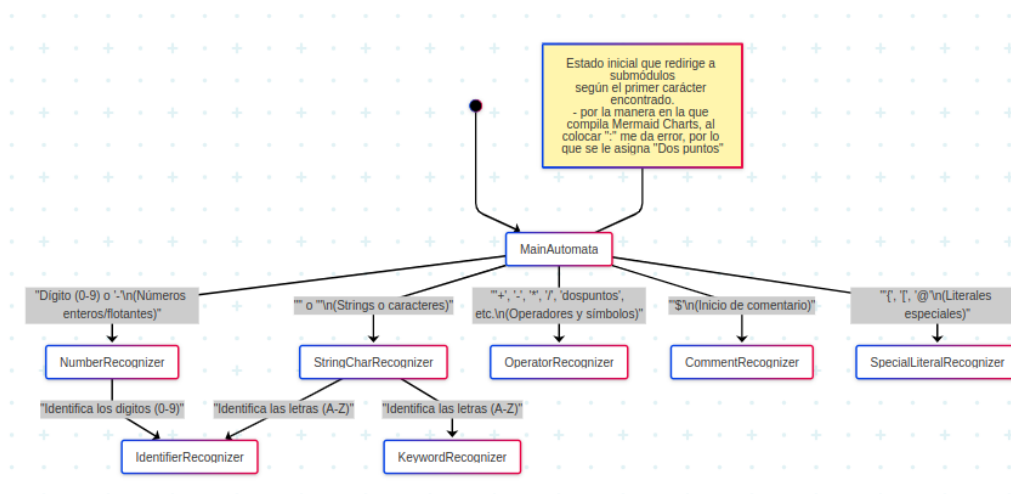 Estado inicial que redirige a
submódulos
según el primer carácter
encontrado.
- por la manera en la que
compila Mermaid Charts, al
colocar ":" me da error, por lo
que se le asigna "Dos puntos"
MainAutomata
"Dígito (0-9) o '-'\n(Números
enteros/flotantes)"
"'" o '"'\n(Strings o caracteres)"
"'+', '-', '*', '/', 'dospuntos',
etc.\n(Operadores y símbolos)"
"'$'\n(Inicio de comentario)"
"'{', '[', '@'\n(Literales
especiales)"
NumberRecognizer
StringCharRecognizer
OperatorRecognizer
CommentRecognizer
SpecialLiteralRecognizer
"Identifica los digitos (0-9)"
"Identifica las letras (A-Z)"
"Identifica las letras (A-Z)"
IdentifierRecognizer
KeywordRecognizer